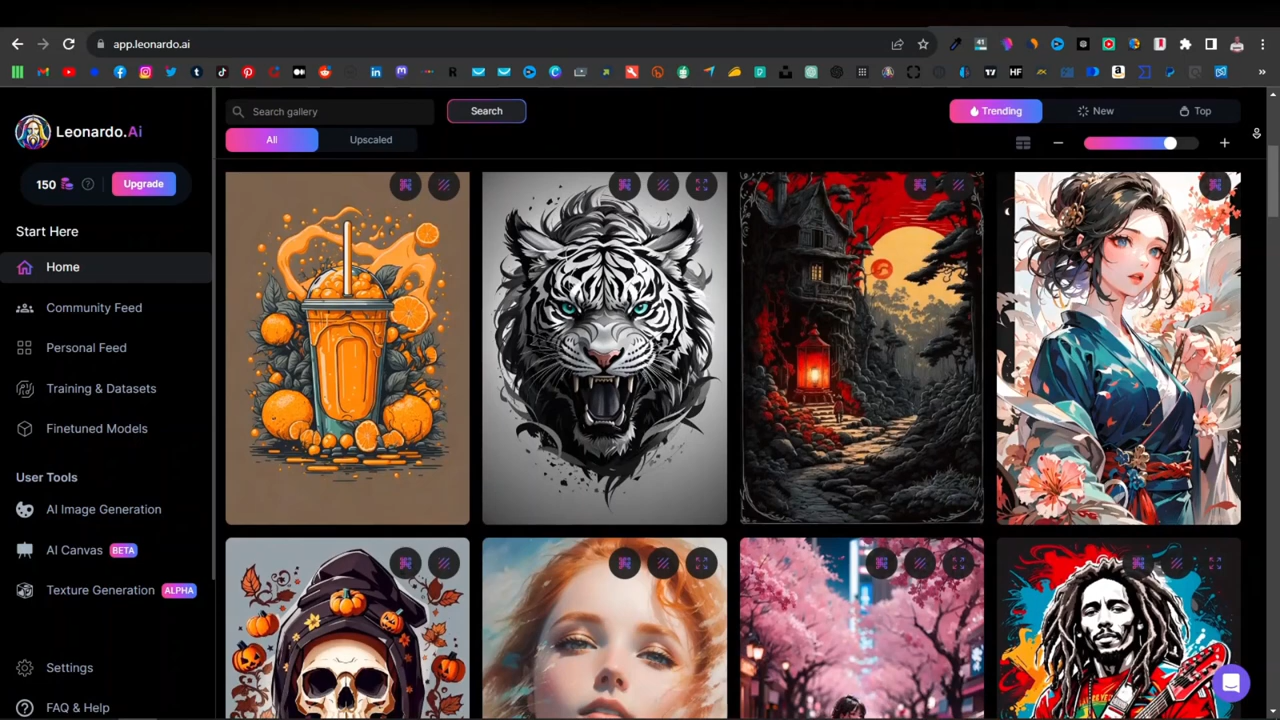 app.leonardo.ai
Leonardo.Ai
150
Upgrade
Start Here
Home
Community Feed
Personal Feed
Training & Datasets
Finetuned Models
User Tools
AI Image Generation
AI Canvas BETA
Texture Generation ALPHA
Settings
FAQ & Help
Search gallery
Search
Trending
New
Top
All
Upscaled